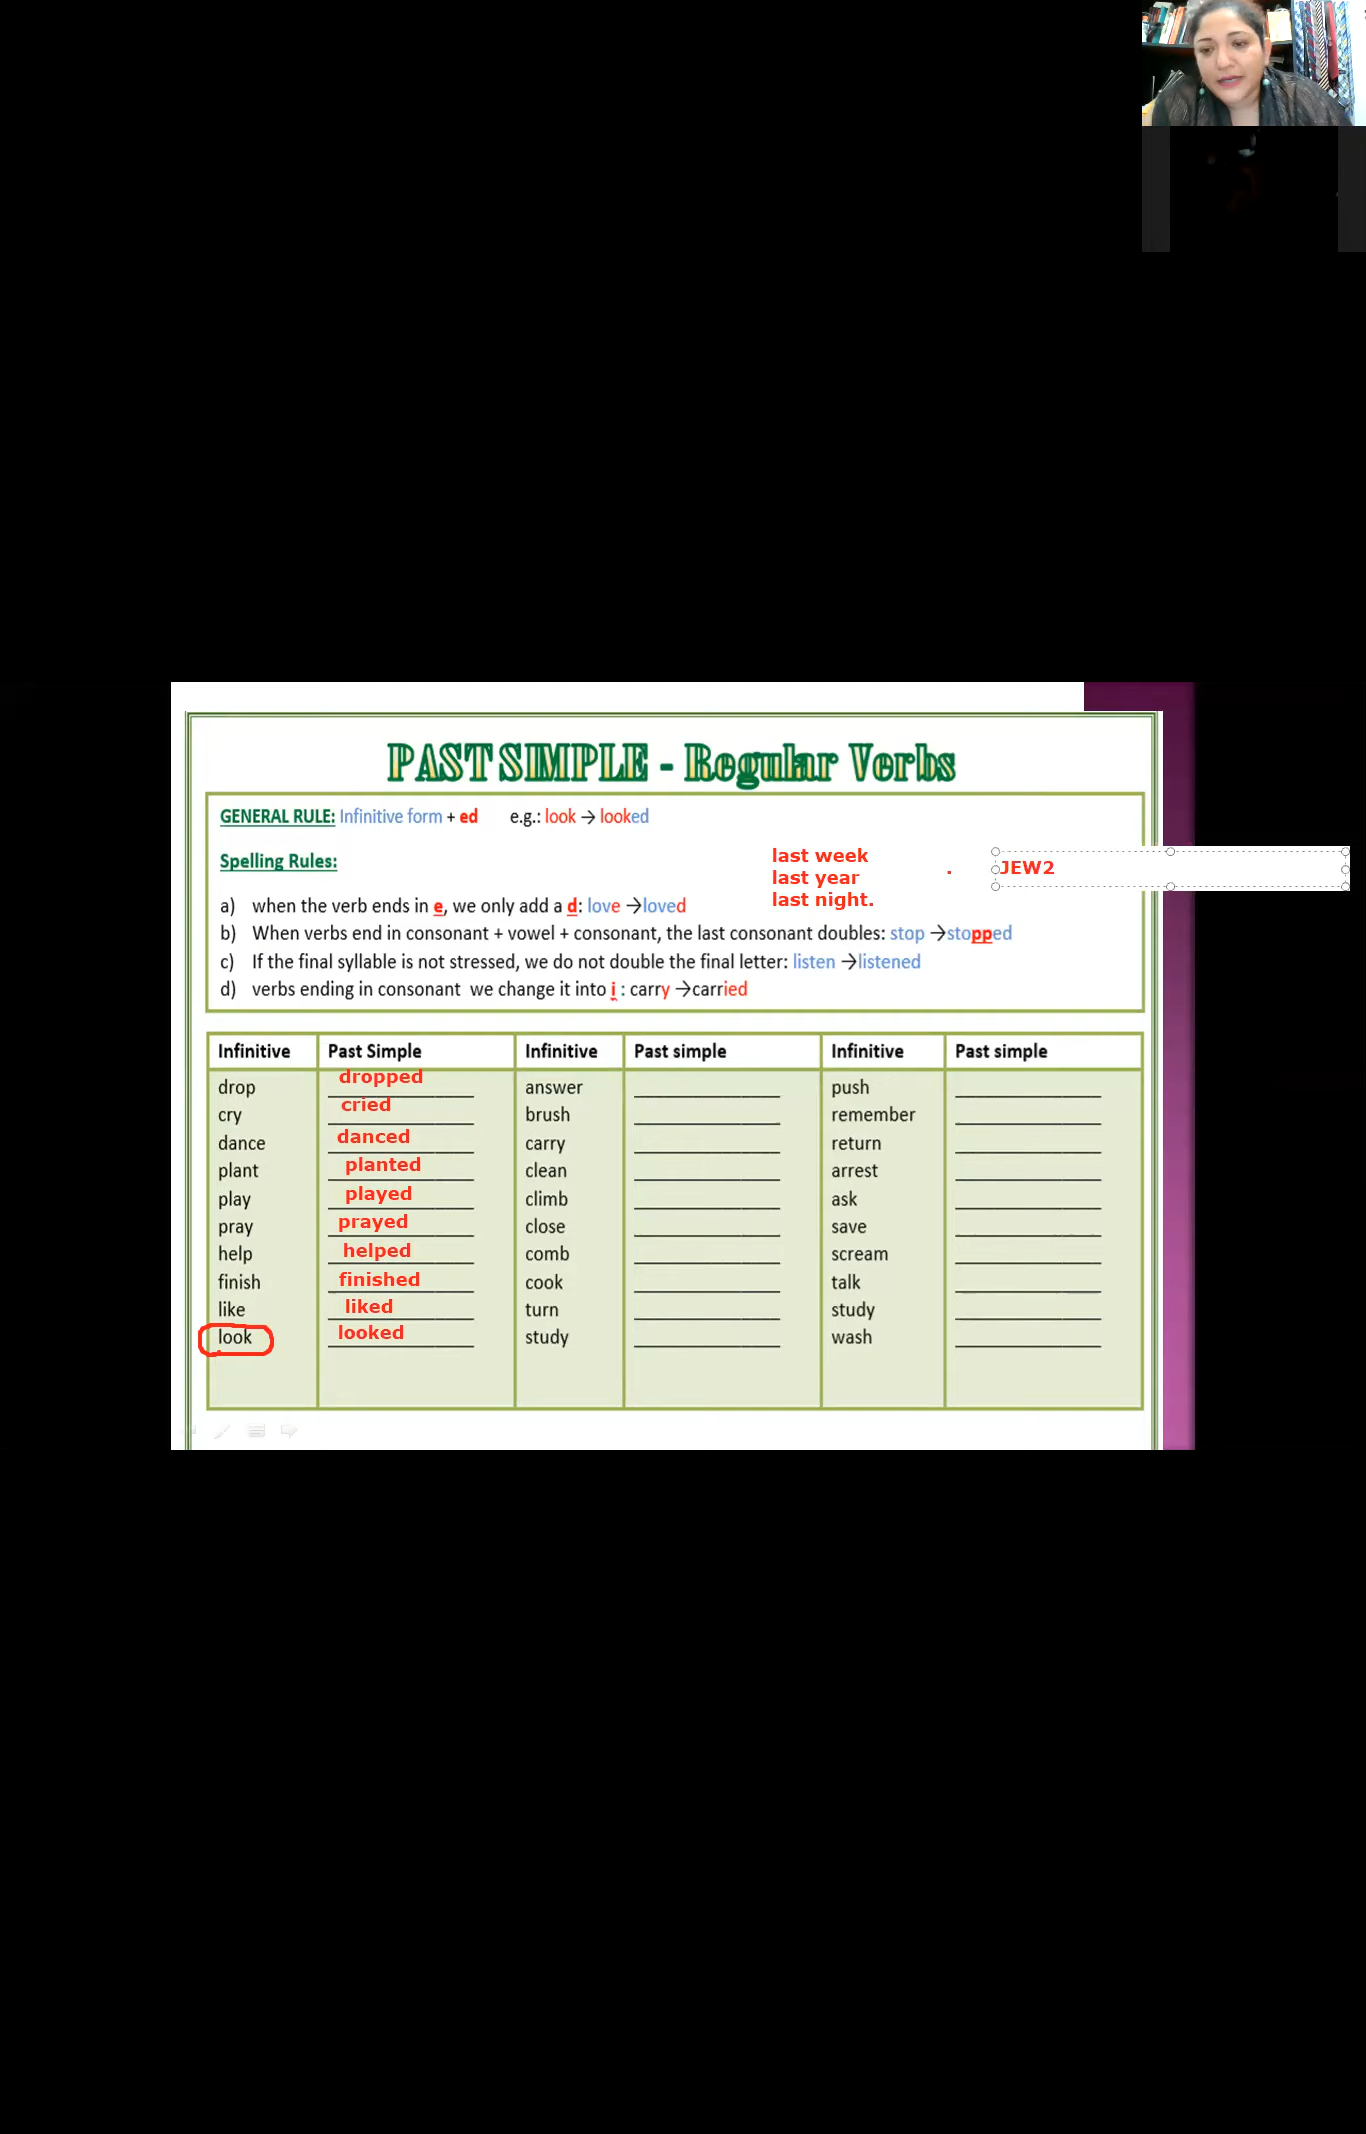 PAST SIMPLE - Regular Verbs
GENERAL RULE: Infinitive form + ed e.g.: look → looked
Spelling Rules:
last week
last year
last night.
.
JEW2
a) when the verb ends in e, we only add a d: love →loved
b) When verbs end in consonant + vowel + consonant, the last consonant doubles: stop →stopped
c) If the final syllable is not stressed, we do not double the final letter: listen →listened
d) verbs ending in consonant we change it into i : carry →carried
Infinitive Past Simple Infinitive Past simple Infinitive Past simple
drop dropped answer push
cry cried brush remember
dance danced carry return
plant planted clean arrest
play played climb ask
pray prayed close save
help helped comb scream
finish finished cook talk
like liked turn study
look looked study wash